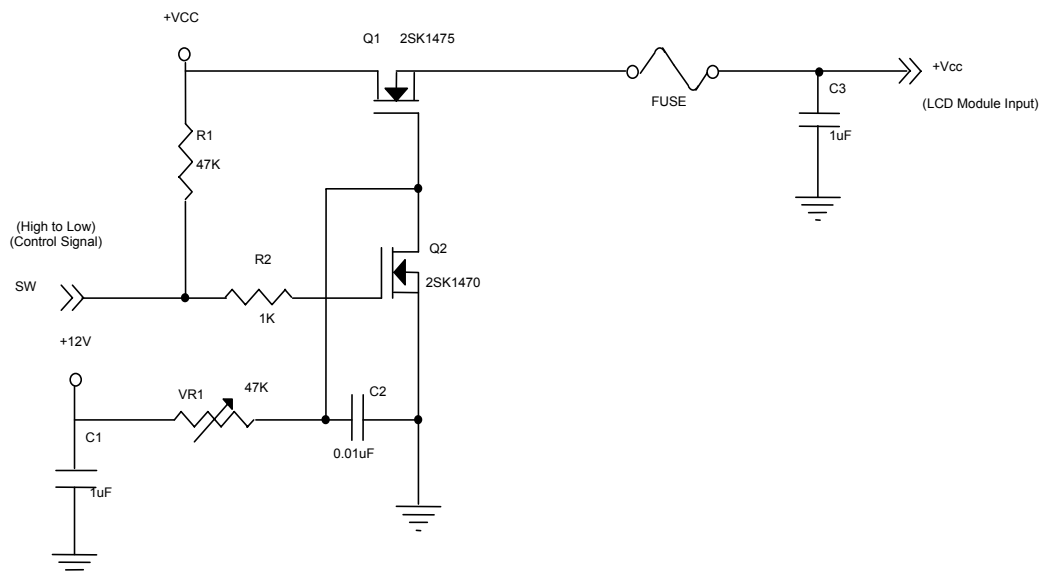 +VCC
Q1 2SK1475
+Vcc
FUSE
C3
(LCD Module Input)
R1
1uF
47K
(High to Low)
(Control Signal)
Q2
R2
SW
2SK1470
1K
+12V
VR1
47K
C2
C1
0.01uF
1uF